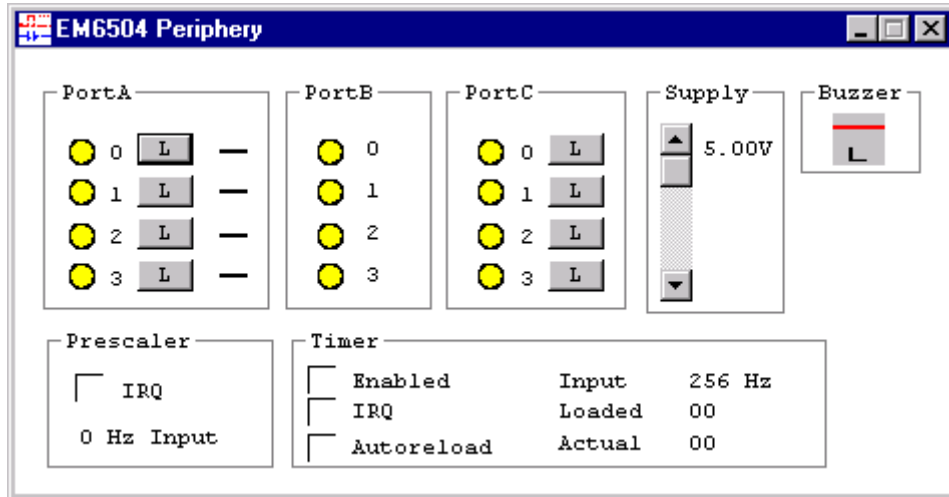 EM6504 Periphery
PortA PortB PortC Supply Buzzer
0 L 0 0 L 5.00V L
1 L 1 1 L
2 L 2 2 L
3 L 3 3 L
Prescaler Timer
IRQ Enabled Input 256 Hz
IRQ Loaded 00
0 Hz Input Autoreload Actual 00